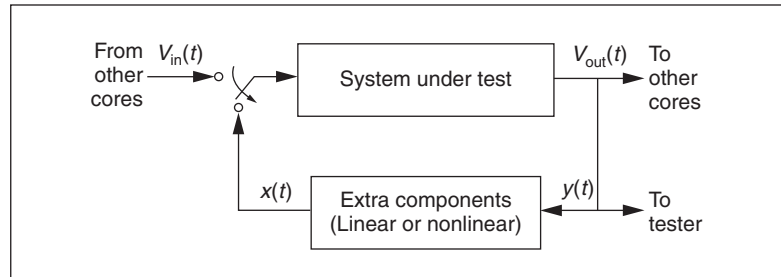 From
other
cores
V_in(t)
System under test
V_out(t)
To
other
cores
x(t)
Extra components
(Linear or nonlinear)
y(t)
To
tester